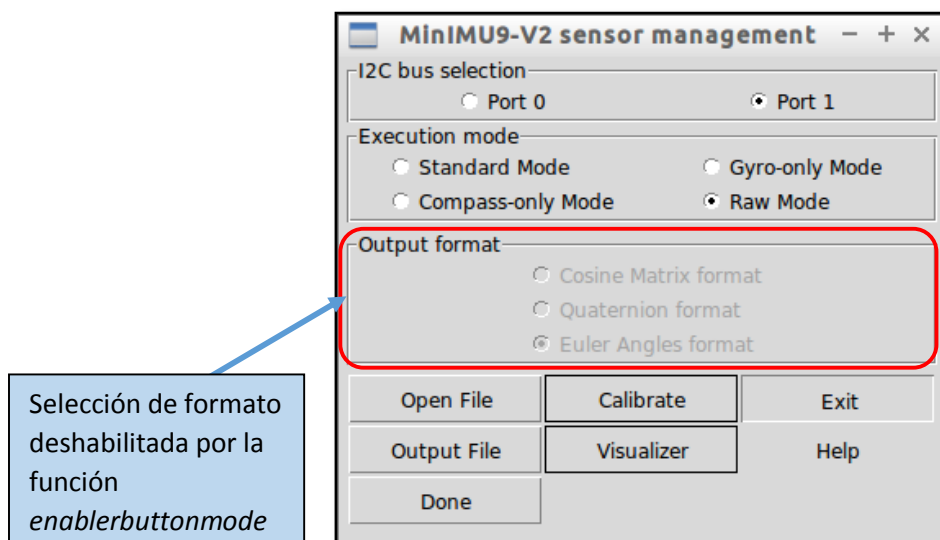 MinIMU9-V2 sensor management
I2C bus selection
Port 0 Port 1
Execution mode
Standard Mode Gyro-only Mode
Compass-only Mode Raw Mode
Output format
Cosine Matrix format
Quaternion format
Euler Angles format
Open File Calibrate Exit
Output File Visualizer Help
Done
Selección de formato
deshabilitada por la
función
enablerbuttonmode